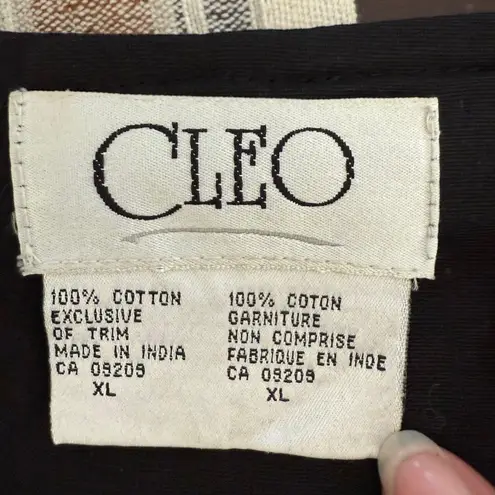 CLEO
100% COTTON
EXCLUSIVE
OF TRIM
MADE IN INDIA
CA 09209
XL
100% COTON
GARNITURE
NON COMPRISE
FABRIQUE EN INDE
CA 09209
XL